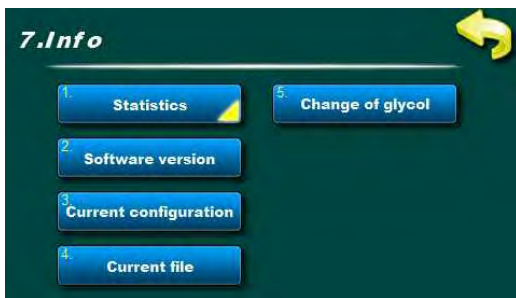 7.Info
1.
Statistics
2.
Software version
3.
Current configuration
4.
Current file
5.
Change of glycol